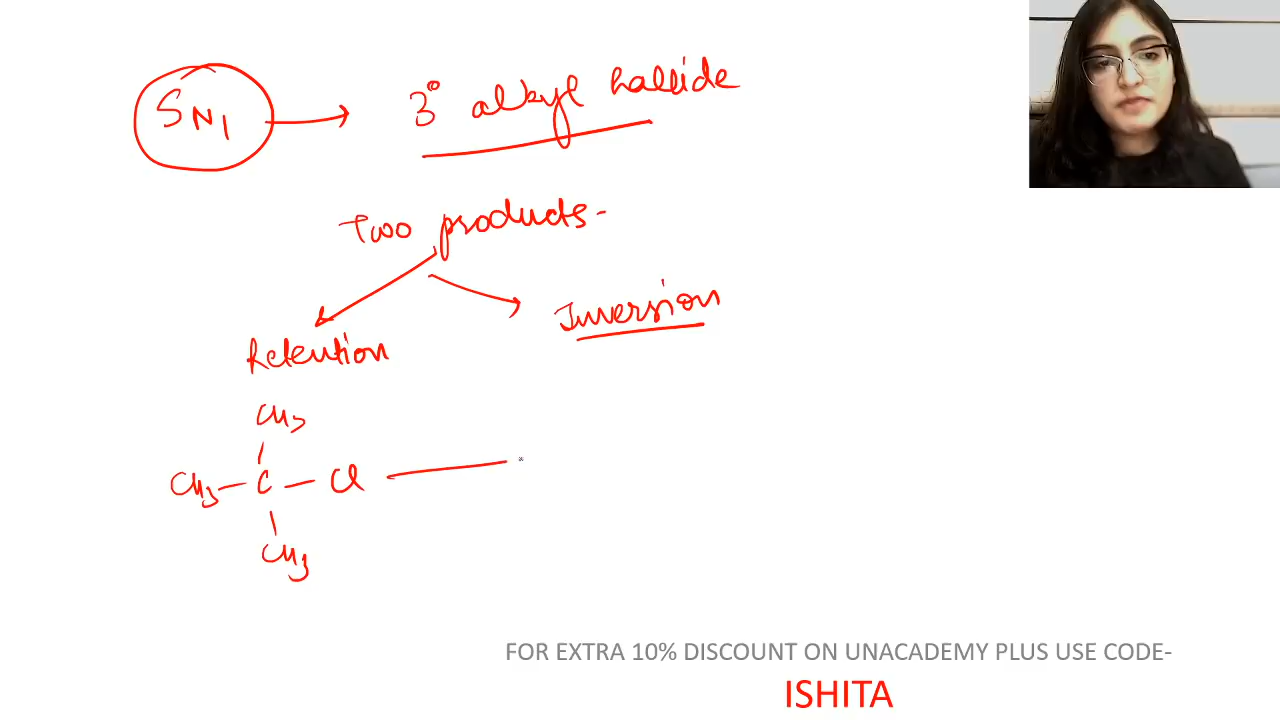 SN1 → 3° alkyl hallide
Two products-
Inversion
Retention
CH3
CH3 - C - Cl
CH3
FOR EXTRA 10% DISCOUNT ON UNACADEMY PLUS USE CODE-
ISHITA